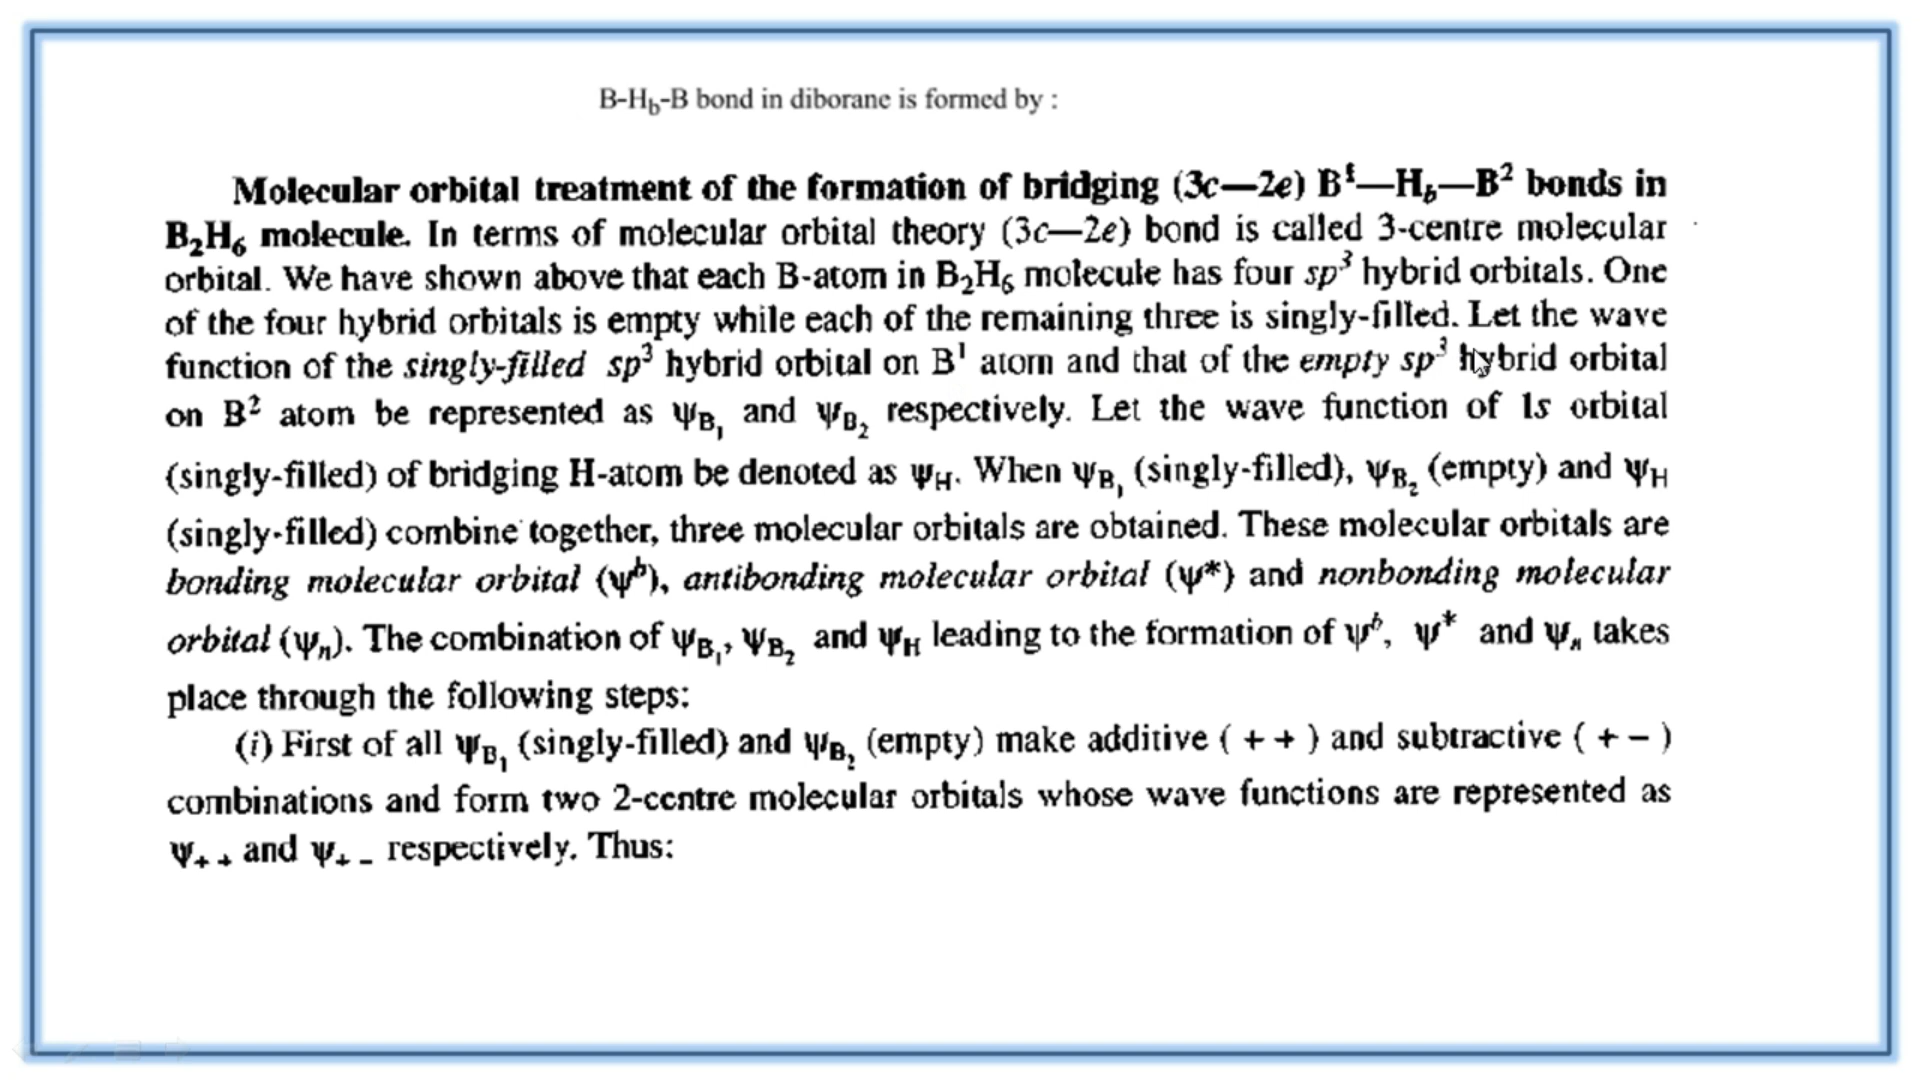 B-H_b-B bond in diborane is formed by :
Molecular orbital treatment of the formation of bridging (3c—2e) B¹—H_b—B² bonds in
B₂H₆ molecule. In terms of molecular orbital theory (3c—2e) bond is called 3-centre molecular
orbital. We have shown above that each B-atom in B₂H₆ molecule has four sp³ hybrid orbitals. One
of the four hybrid orbitals is empty while each of the remaining three is singly-filled. Let the wave
function of the singly-filled sp³ hybrid orbital on B¹ atom and that of the empty sp³ hybrid orbital
on B² atom be represented as ψ_B₁ and ψ_B₂ respectively. Let the wave function of 1s orbital
(singly-filled) of bridging H-atom be denoted as ψ_H. When ψ_B₁ (singly-filled), ψ_B₂ (empty) and ψ_H
(singly-filled) combine together, three molecular orbitals are obtained. These molecular orbitals are
bonding molecular orbital (ψᵇ), antibonding molecular orbital (ψ*) and nonbonding molecular
orbital (ψₙ). The combination of ψ_B₁, ψ_B₂ and ψ_H leading to the formation of ψᵇ, ψ* and ψₙ takes
place through the following steps:
(i) First of all ψ_B₁ (singly-filled) and ψ_B₂ (empty) make additive ( + + ) and subtractive ( + – )
combinations and form two 2-centre molecular orbitals whose wave functions are represented as
ψ₊ ₊ and ψ₊ ₋ respectively. Thus: